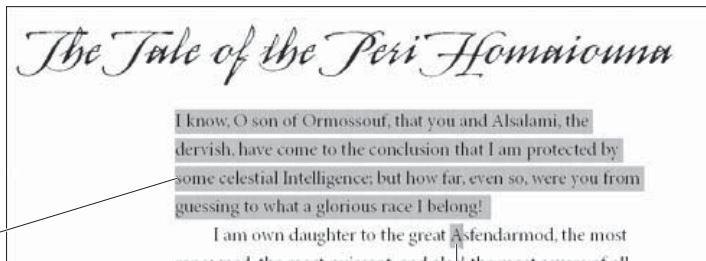 The Tale of the Peri Homaiouna
I know, O son of Ormossouf, that you and Alsalami, the
dervish, have come to the conclusion that I am protected by
some celestial Intelligence; but how far, even so, were you from
guessing to what a glorious race I belong!
I am own daughter to the great Asfendarmod, the most